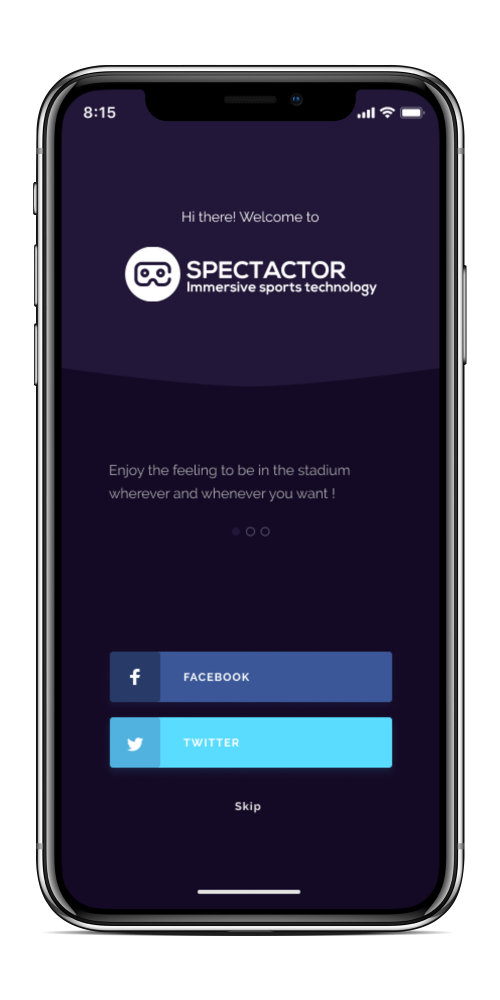 8:15
Hi there! Welcome to
SPECTACTOR
Immersive sports technology
Enjoy the feeling to be in the stadium
wherever and whenever you want !
FACEBOOK
TWITTER
Skip